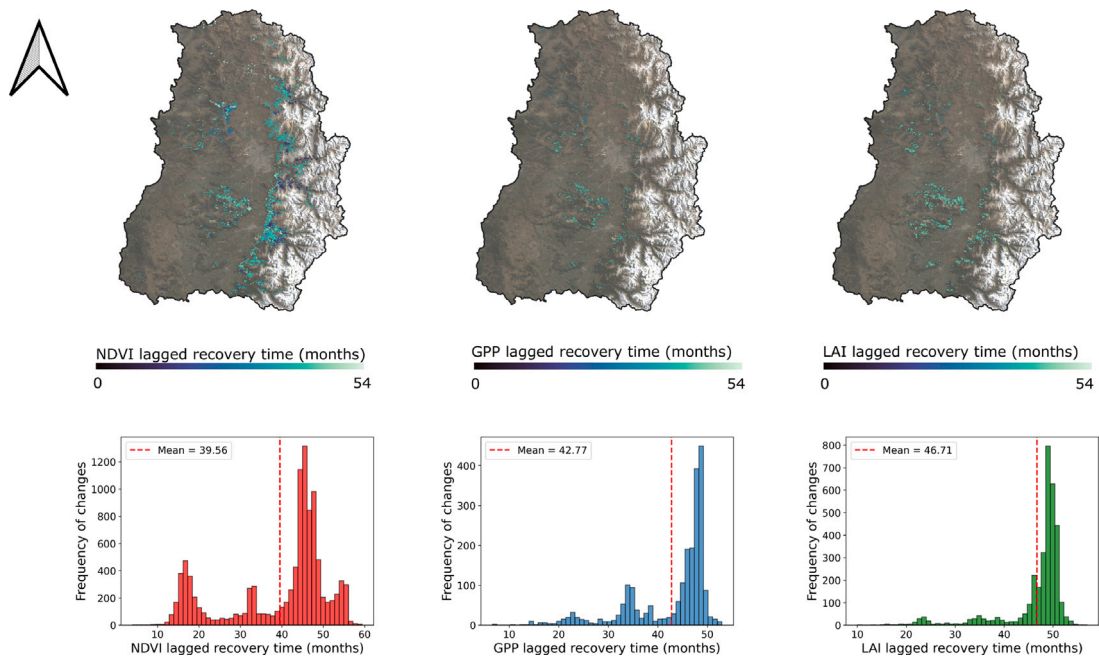 NDVI lagged recovery time (months)
0 54
GPP lagged recovery time (months)
0 54
LAI lagged recovery time (months)
0 54
Frequency of changes
1200
1000
800
600
400
200
0
Mean = 39.56
10 20 30 40 50 60
NDVI lagged recovery time (months)
Frequency of changes
400
300
200
100
0
Mean = 42.77
10 20 30 40 50
GPP lagged recovery time (months)
Frequency of changes
800
700
600
500
400
300
200
100
0
Mean = 46.71
10 20 30 40 50
LAI lagged recovery time (months)